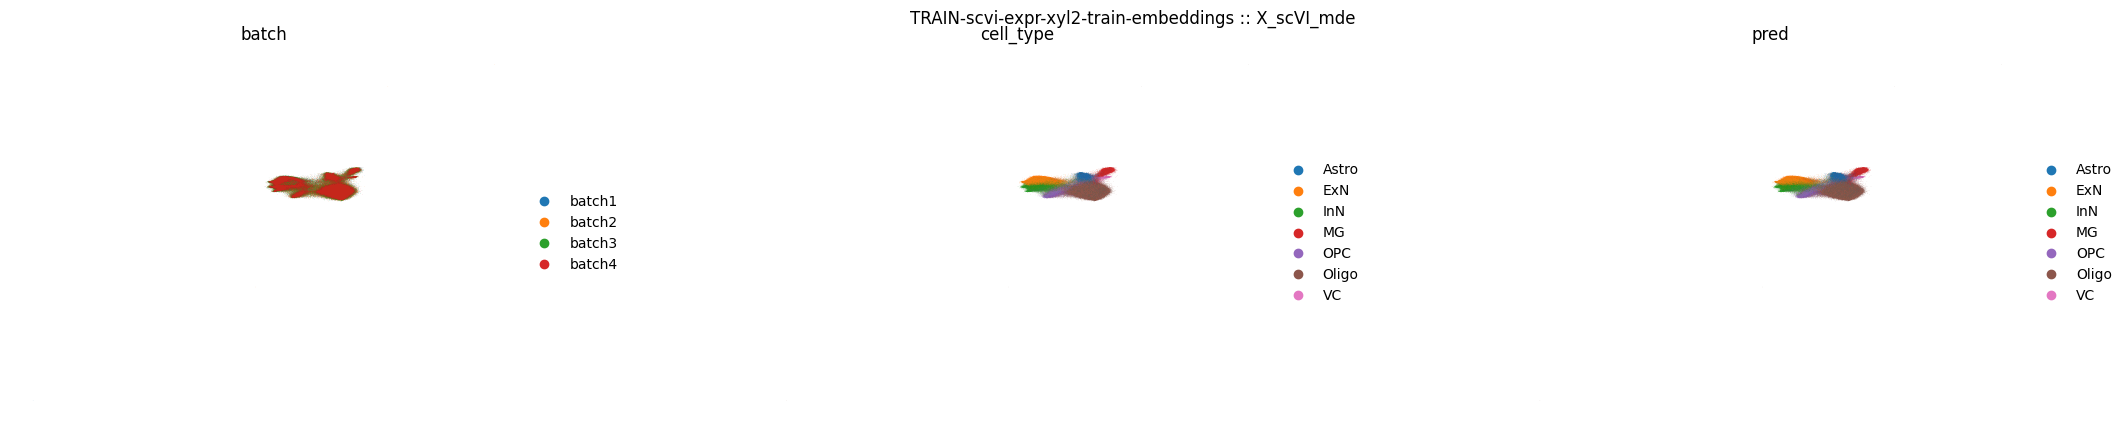 TRAIN-scvi-expr-xyl2-train-embeddings :: X_scVI_mde
batch
batch1
batch2
batch3
batch4
cell_type
Astro
ExN
InN
MG
OPC
Oligo
VC
pred
Astro
ExN
InN
MG
OPC
Oligo
VC